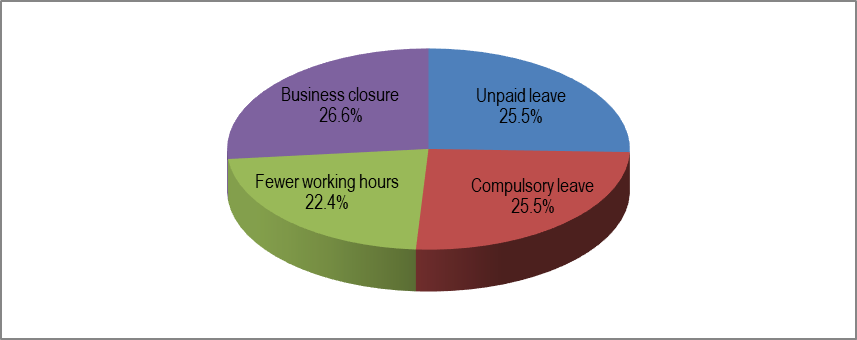 Business closure
26.6%
Unpaid leave
25.5%
Fewer working hours
22.4%
Compulsory leave
25.5%